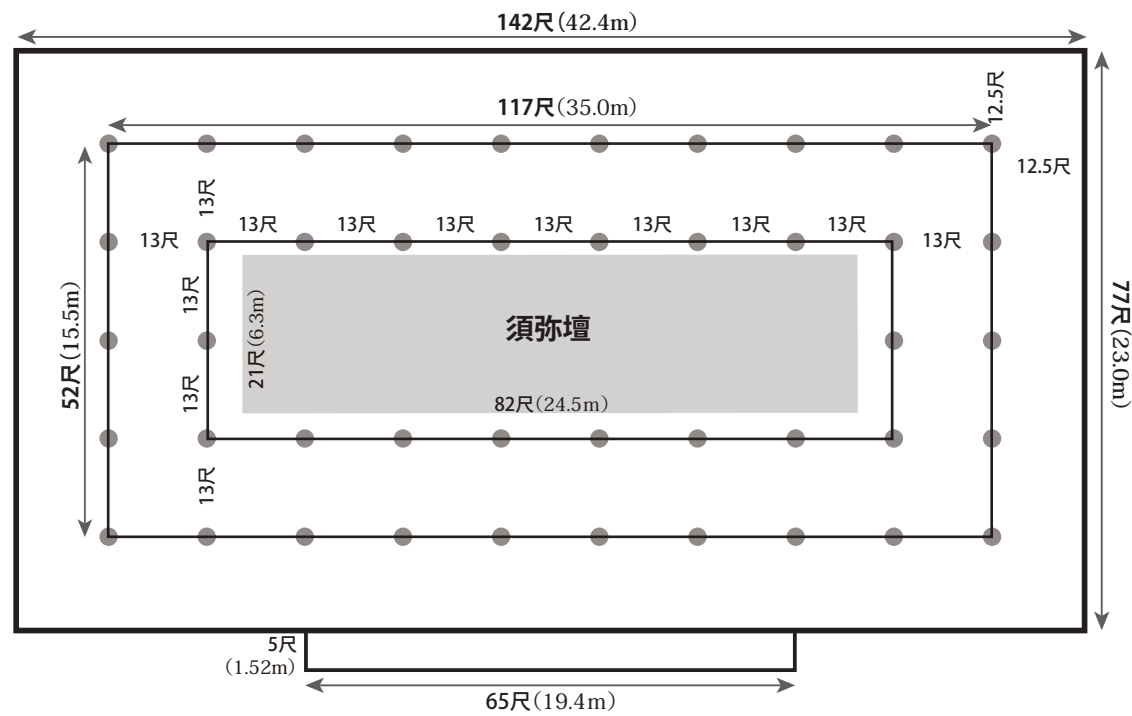 142尺(42.4m)
12.5尺
117尺(35.0m)
12.5尺
13尺
13尺 13尺 13尺 13尺 13尺 13尺 13尺
13尺 13尺
13尺
21尺(6.3m)
須弥壇
52尺(15.5m)
77尺(23.0m)
13尺
82尺(24.5m)
13尺
5尺
(1.52m)
65尺(19.4m)